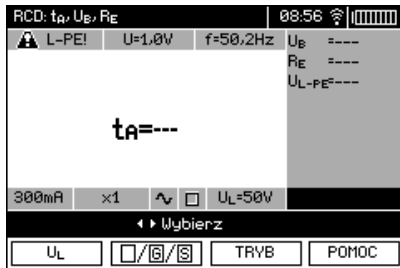 RCD: tA, UB, RE 08:56
L-PE! U=1,0V f=50,2Hz
UB =---
RE =---
UL-PE=---
tA=---
300mA x1 UL=50V
Wybierz
UL □/G/S TRYB POMOC